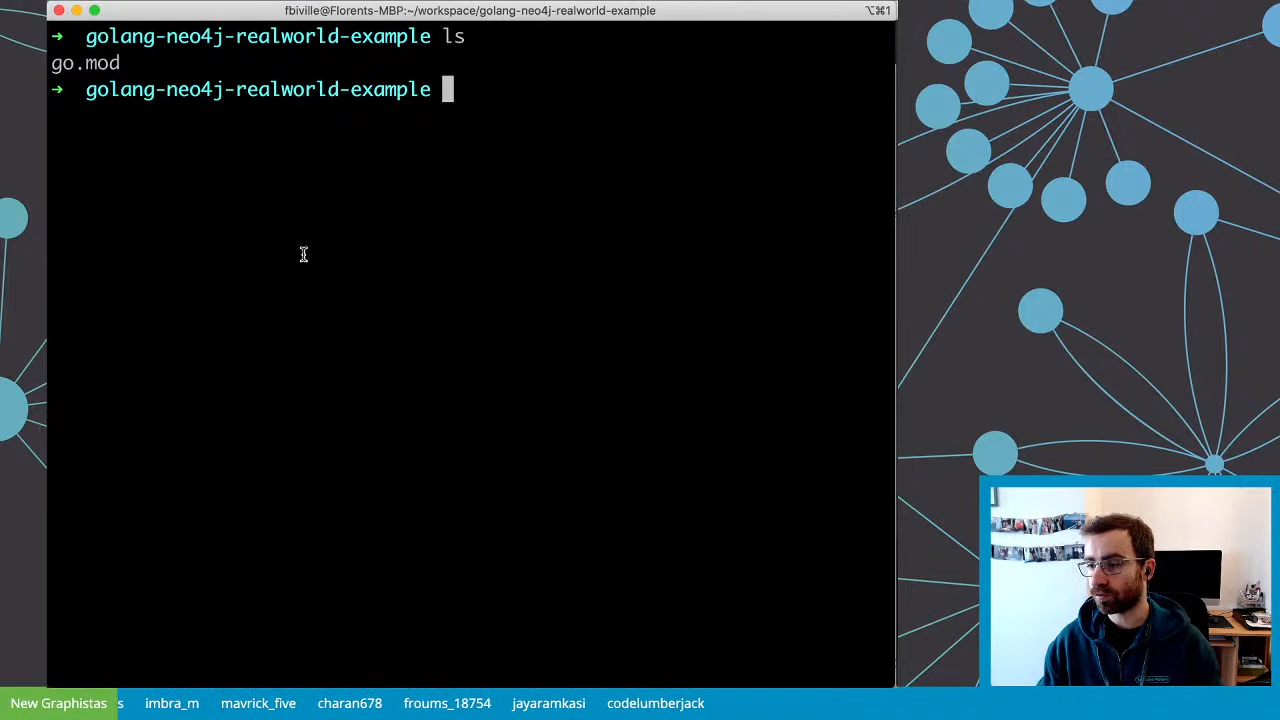 fbiville@Florents-MBP:~/workspace/golang-neo4j-realworld-example
⌥⌘1
➜ golang-neo4j-realworld-example ls
go.mod
➜ golang-neo4j-realworld-example
New Graphistas s imbra_m mavrick_five charan678 froums_18754 jayaramkasi codelumberjack